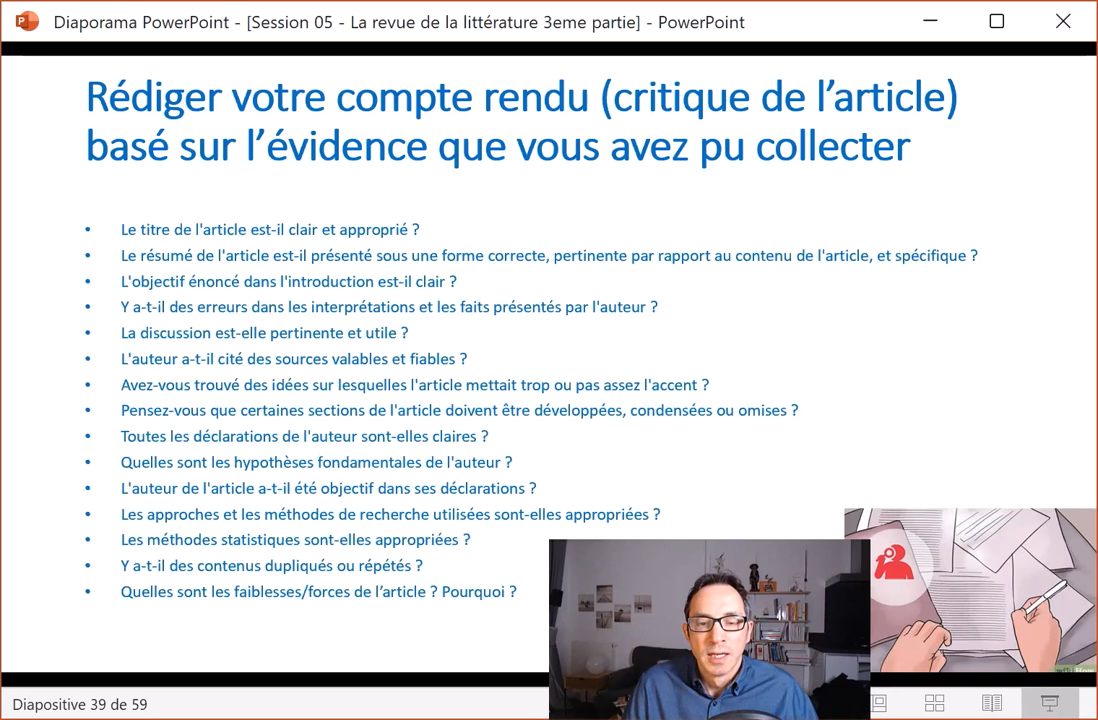 Diaporama PowerPoint - [Session 05 - La revue de la littérature 3eme partie] - PowerPoint
Rédiger votre compte rendu (critique de l’article)
basé sur l’évidence que vous avez pu collecter
• Le titre de l'article est-il clair et approprié ?
• Le résumé de l'article est-il présenté sous une forme correcte, pertinente par rapport au contenu de l'article, et spécifique ?
• L'objectif énoncé dans l'introduction est-il clair ?
• Y a-t-il des erreurs dans les interprétations et les faits présentés par l'auteur ?
• La discussion est-elle pertinente et utile ?
• L'auteur a-t-il cité des sources valables et fiables ?
• Avez-vous trouvé des idées sur lesquelles l'article mettait trop ou pas assez l'accent ?
• Pensez-vous que certaines sections de l'article doivent être développées, condensées ou omises ?
• Toutes les déclarations de l'auteur sont-elles claires ?
• Quelles sont les hypothèses fondamentales de l'auteur ?
• L'auteur de l'article a-t-il été objectif dans ses déclarations ?
• Les approches et les méthodes de recherche utilisées sont-elles appropriées ?
• Les méthodes statistiques sont-elles appropriées ?
• Y a-t-il des contenus dupliqués ou répétés ?
• Quelles sont les faiblesses/forces de l’article ? Pourquoi ?
Diapositive 39 de 59